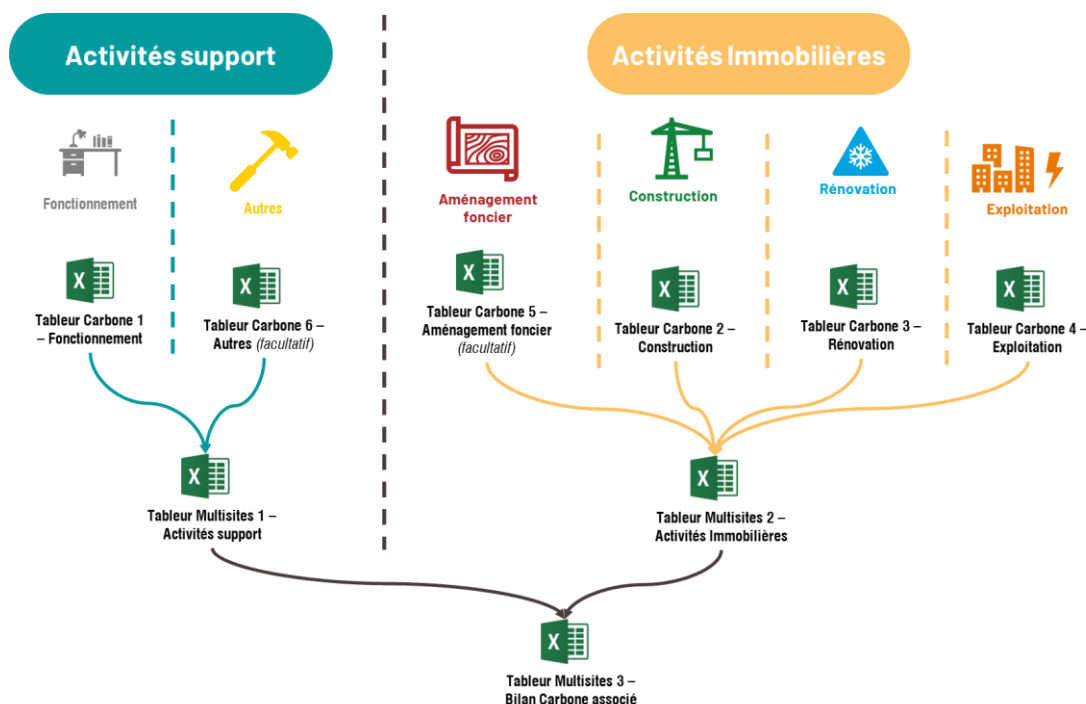 Activités support
Activités Immobilières
Fonctionnement
Autres
Aménagement
foncier
Construction
Rénovation
Exploitation
X
X
X
X
X
X
Tableur Carbone 1
– Fonctionnement
Tableur Carbone 6 –
Autres (facultatif)
Tableur Carbone 5 –
Aménagement foncier
(facultatif)
Tableur Carbone 2 –
Construction
Tableur Carbone 3 –
Rénovation
Tableur Carbone 4 –
Exploitation
X
X
Tableur Multisites 1 –
Activités support
Tableur Multisites 2 –
Activités Immobilières
X
Tableur Multisites 3 –
Bilan Carbone associé